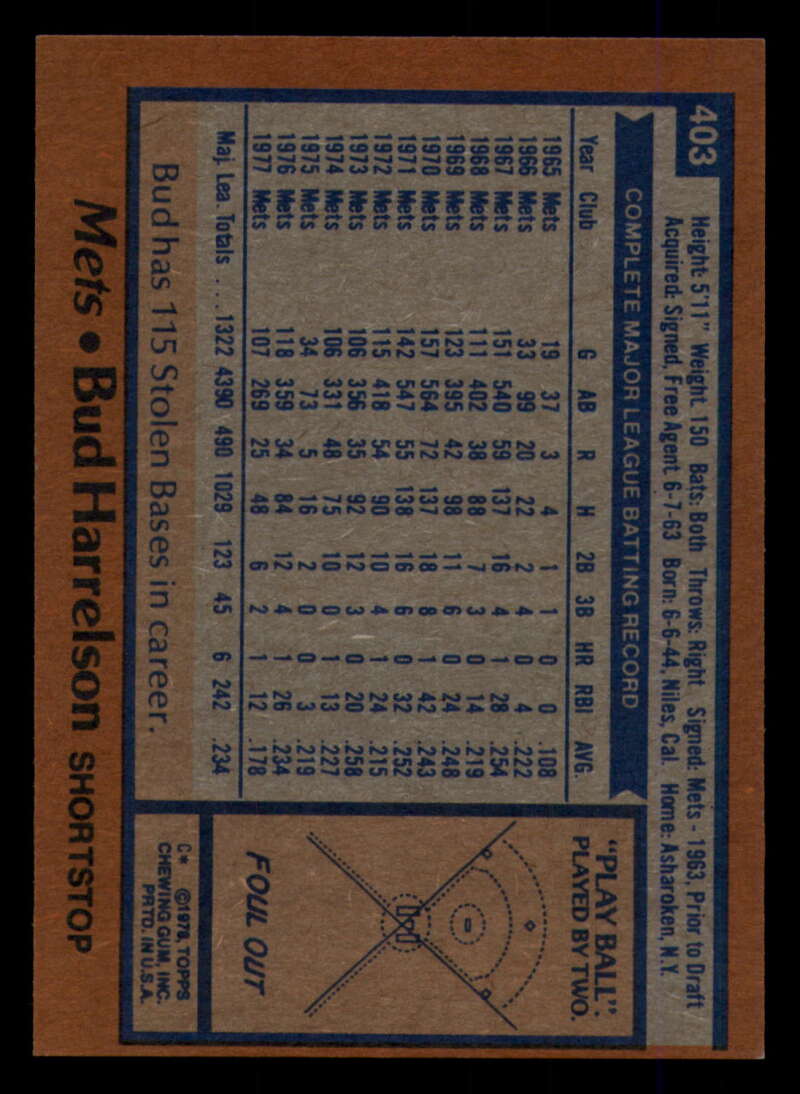 403
Height: 5'11" Weight: 150 Bats: Both Throws: Right Signed: Mets - 1963, Prior to Draft
Acquired: Signed, Free Agent 6-7-63 Born: 6-6-44, Niles, Cal. Home: Asharoken, N.Y.
COMPLETE MAJOR LEAGUE BATTING RECORD
Year Club G AB R H 2B 3B HR RBI AVG.
1965 Mets 19 37 3 4 1 1 0 0 .108
1966 Mets 33 99 20 22 2 4 0 4 .222
1967 Mets 151 540 59 137 16 4 1 28 .254
1968 Mets 111 402 38 88 7 3 0 14 .219
1969 Mets 123 395 42 98 11 6 0 24 .248
1970 Mets 157 564 72 137 18 8 1 42 .243
1971 Mets 142 547 55 138 16 6 0 32 .252
1972 Mets 115 418 54 90 10 4 1 24 .215
1973 Mets 106 356 35 92 12 3 0 20 .258
1974 Mets 106 331 48 75 10 0 1 13 .227
1975 Mets 34 73 5 16 2 0 0 3 .219
1976 Mets 118 359 34 84 12 4 1 26 .234
1977 Mets 107 269 25 48 6 2 1 12 .178
Maj. Lea. Totals ... 1322 4390 490 1029 123 45 6 242 .234
Bud has 115 Stolen Bases in career.
"PLAY BALL":
PLAYED BY TWO.
FOUL OUT
C* ©1978, TOPPS
CHEWING GUM, INC.
PRTD. IN U.S.A.
Mets • Bud Harrelson SHORTSTOP